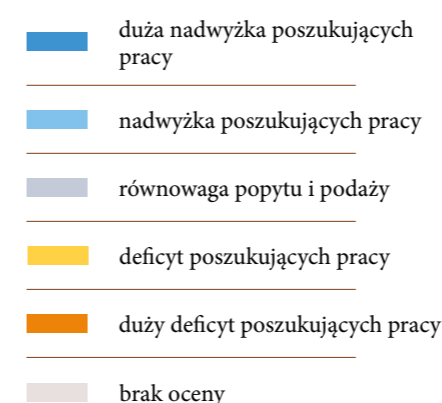 duża nadwyżka poszukujących
pracy
nadwyżka poszukujących pracy
równowaga popytu i podaży
deficyt poszukujących pracy
duży deficyt poszukujących pracy
brak oceny